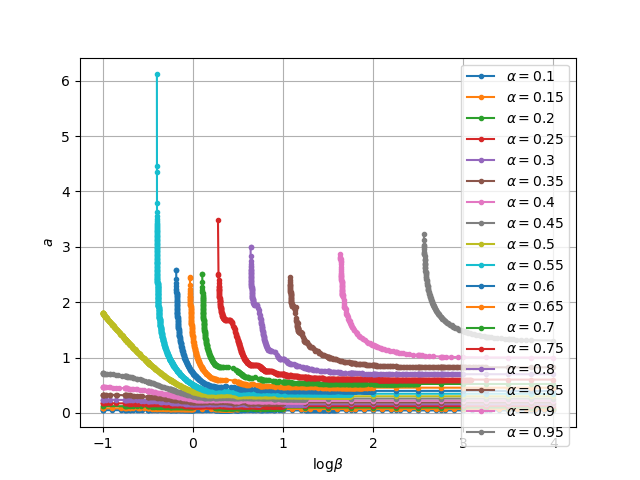 6
5
4
3
2
1
0
a
−1
0
1
2
3
4
logβ
α = 0.1
α = 0.15
α = 0.2
α = 0.25
α = 0.3
α = 0.35
α = 0.4
α = 0.45
α = 0.5
α = 0.55
α = 0.6
α = 0.65
α = 0.7
α = 0.75
α = 0.8
α = 0.85
α = 0.9
α = 0.95